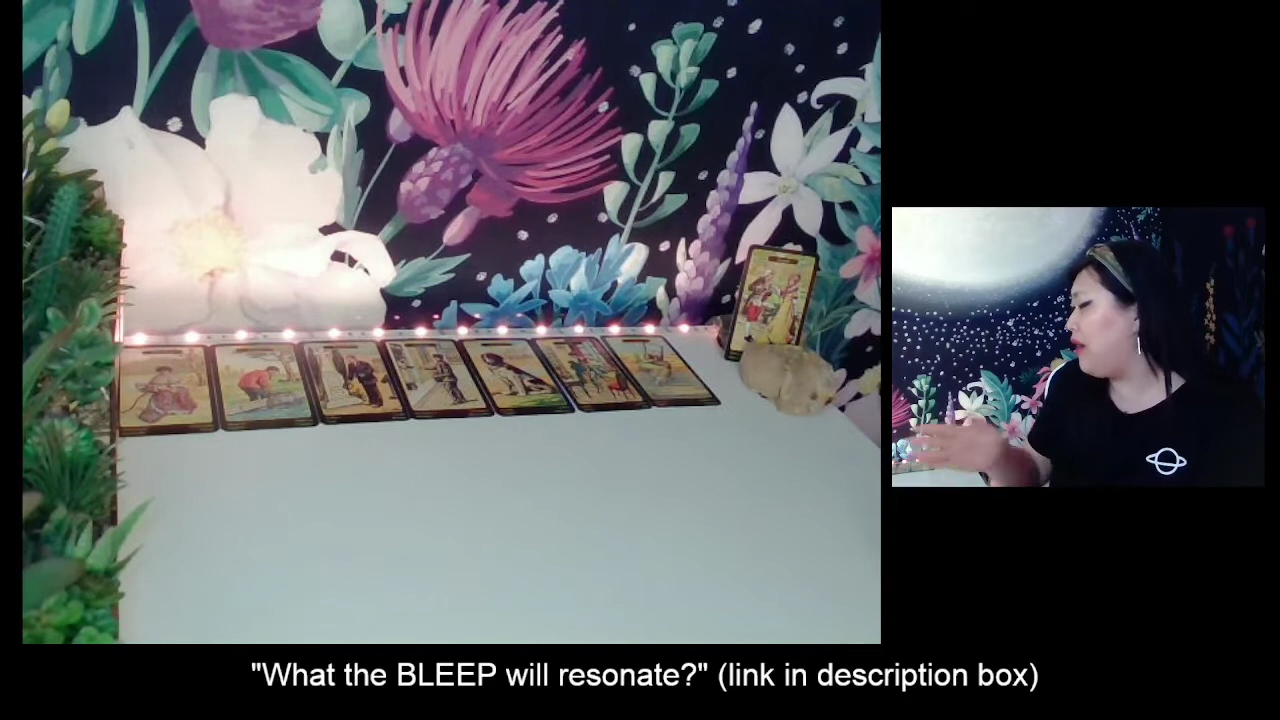 "What the BLEEP will resonate?" (link in description box)